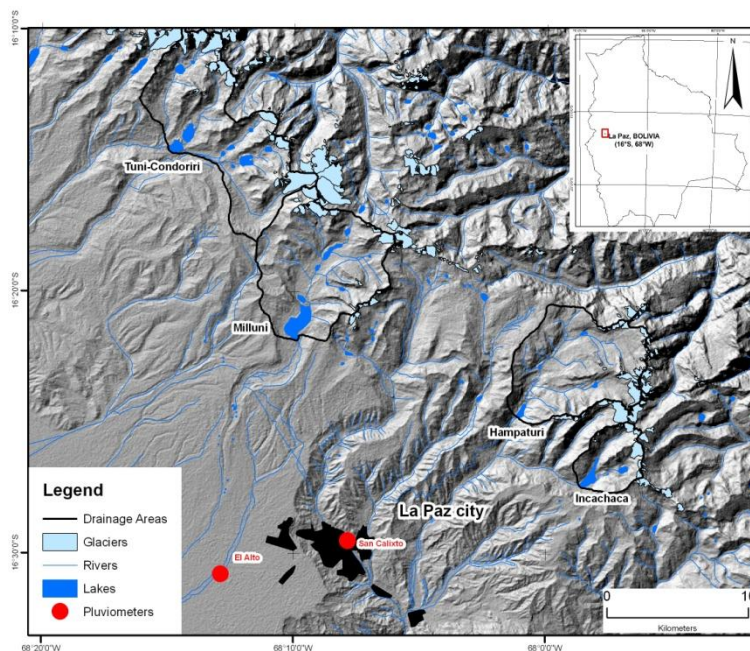 16°10'0"S
16°20'0"S
16°30'0"S
68°20'0"W
68°10'0"W
68°0'0"W
N
La Paz, BOLIVIA
(16°S, 68°W)
Tuni-Condoriri
Milluni
Hampaturi
Incachaca
La Paz city
San Calixto
El Alto
Legend
Drainage Areas
Glaciers
Rivers
Lakes
Pluviometers
0
10
Kilometers